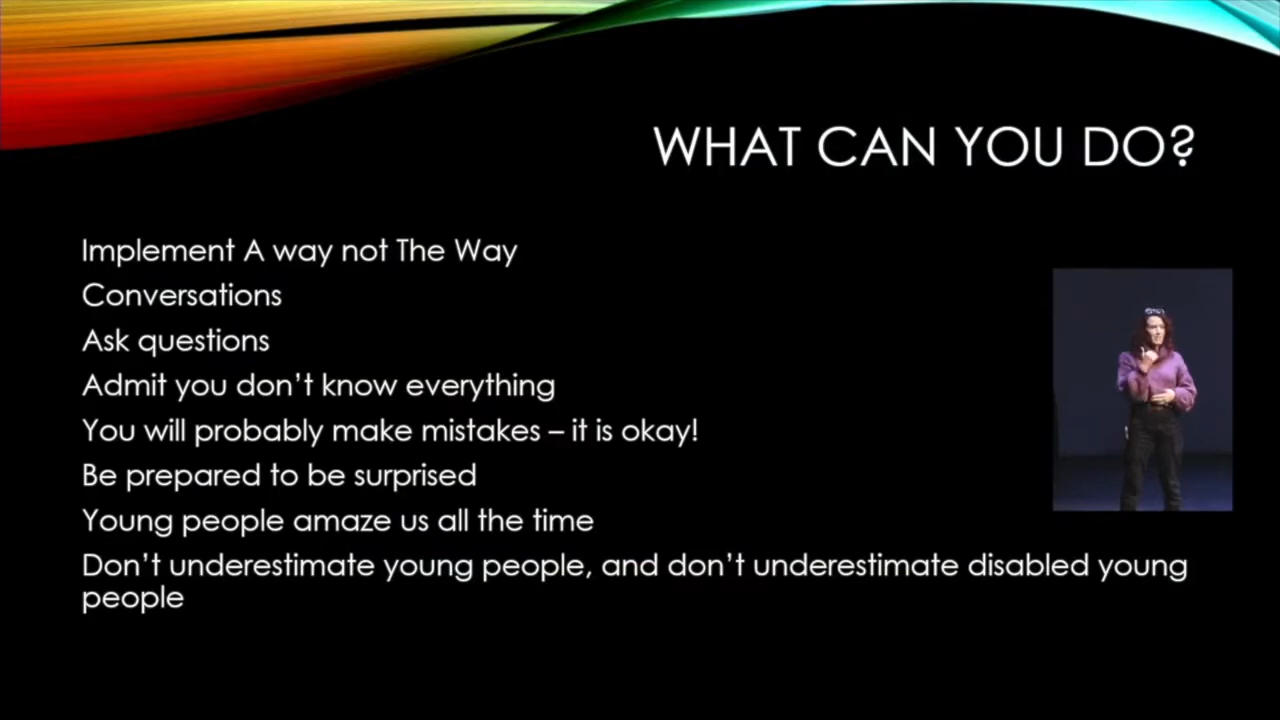 WHAT CAN YOU DO?
Implement A way not The Way
Conversations
Ask questions
Admit you don’t know everything
You will probably make mistakes – it is okay!
Be prepared to be surprised
Young people amaze us all the time
Don’t underestimate young people, and don’t underestimate disabled young
people